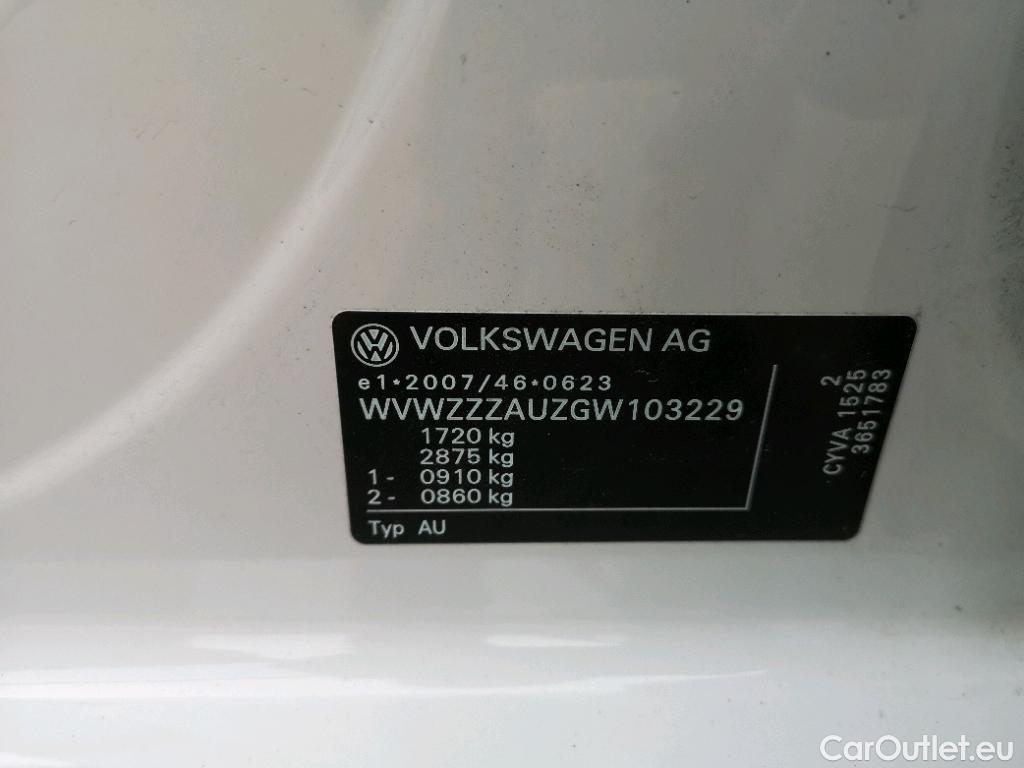 VOLKSWAGEN AG
e1*2007/46*0623
WVWZZZAUZGW103229
1720 kg
2875 kg
1 - 0910 kg
2 - 0860 kg
Typ AU
2
CYVA 1525
3651783
CarOutlet.eu